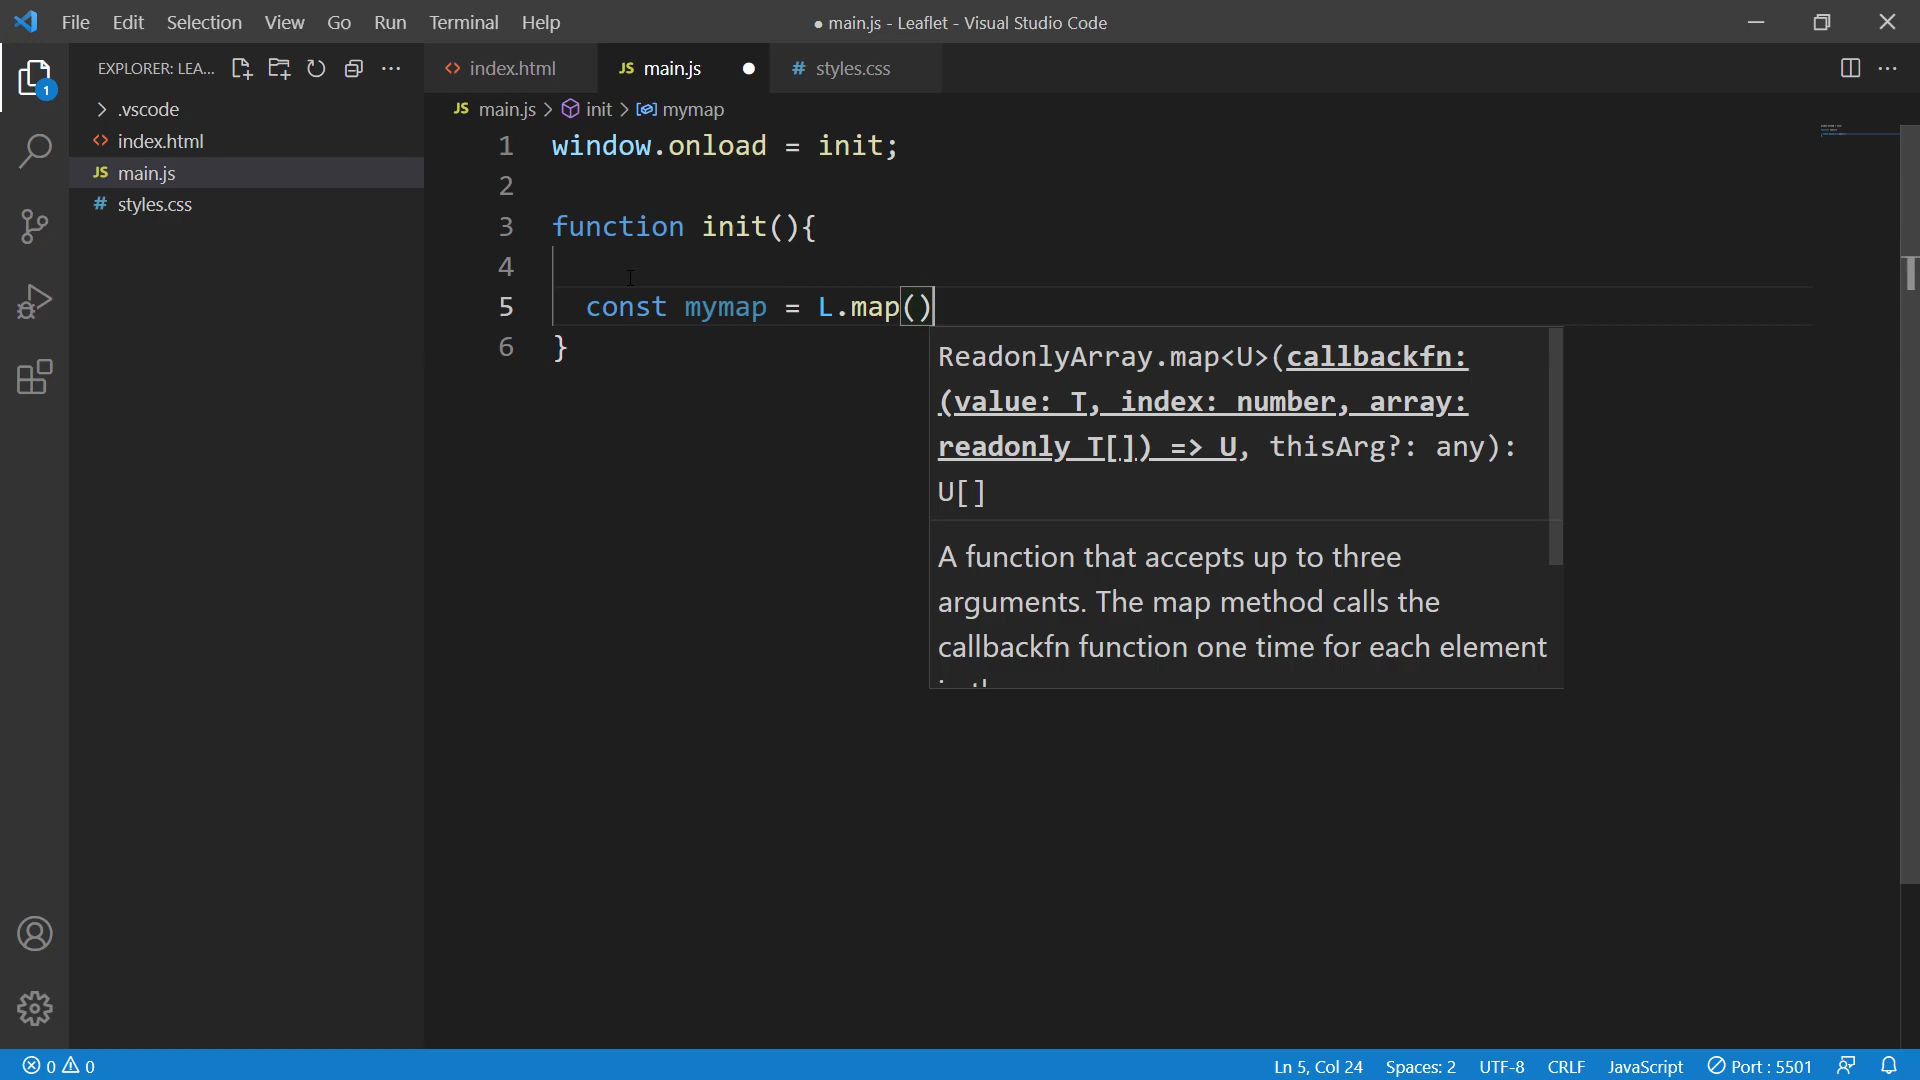 File Edit Selection View Go Run Terminal Help ● main.js - Leaflet - Visual Studio Code
EXPLORER: LEA...
.vscode
index.html
main.js
styles.css
1
index.html JS main.js # styles.css
JS main.js > init > mymap
1 window.onload = init;
2
3 function init(){
4
5 const mymap = L.map()
6 }
ReadonlyArray.map<U>(callbackfn:
(value: T, index: number, array:
readonly T[]) => U, thisArg?: any):
U[]
A function that accepts up to three
arguments. The map method calls the
callbackfn function one time for each element
0 0 Ln 5, Col 24 Spaces: 2 UTF-8 CRLF JavaScript Port : 5501